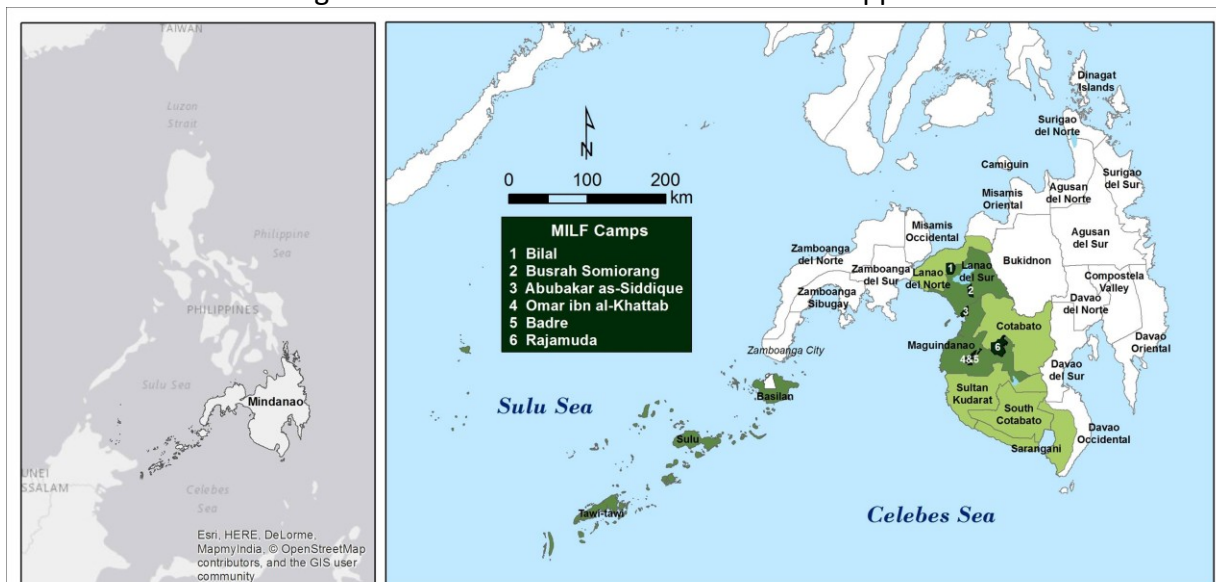 TAIWAN
Luzon
Strait
Philippine
Sea
PHILIPPINES
Sulu Sea
Mindanao
UNEI
SSALAM
Celebes
Sea
Esri, HERE, DeLorme,
MapmyIndia, © OpenStreetMap
contributors, and the GIS user
community
N
0 100 200
km
MILF Camps
1 Bilal
2 Busrah Somiorang
3 Abubakar as-Siddique
4 Omar ibn al-Khattab
5 Badre
6 Rajamuda
Dinagat
Islands
Surigao
del Norte
Camiguin
Surigao
del Sur
Agusan
del Norte
Misamis
Oriental
Misamis
Occidental
Agusan
del Sur
Zamboanga
del Norte
Bukidnon
Zamboanga
del Sur
Lanao
del Norte
1
Lanao
del Sur
2
Compostela
Valley
Zamboanga
Sibugay
Davao
del Norte
3
Cotabato
Davao
Oriental
Maguindanao
6
4&5
Zamboanga City
Davao
del Sur
Basilan
Sultan
Kudarat
South
Cotabato
Davao
Occidental
Sarangani
Sulu Sea
Sulu
Tawi-tawi
Celebes Sea